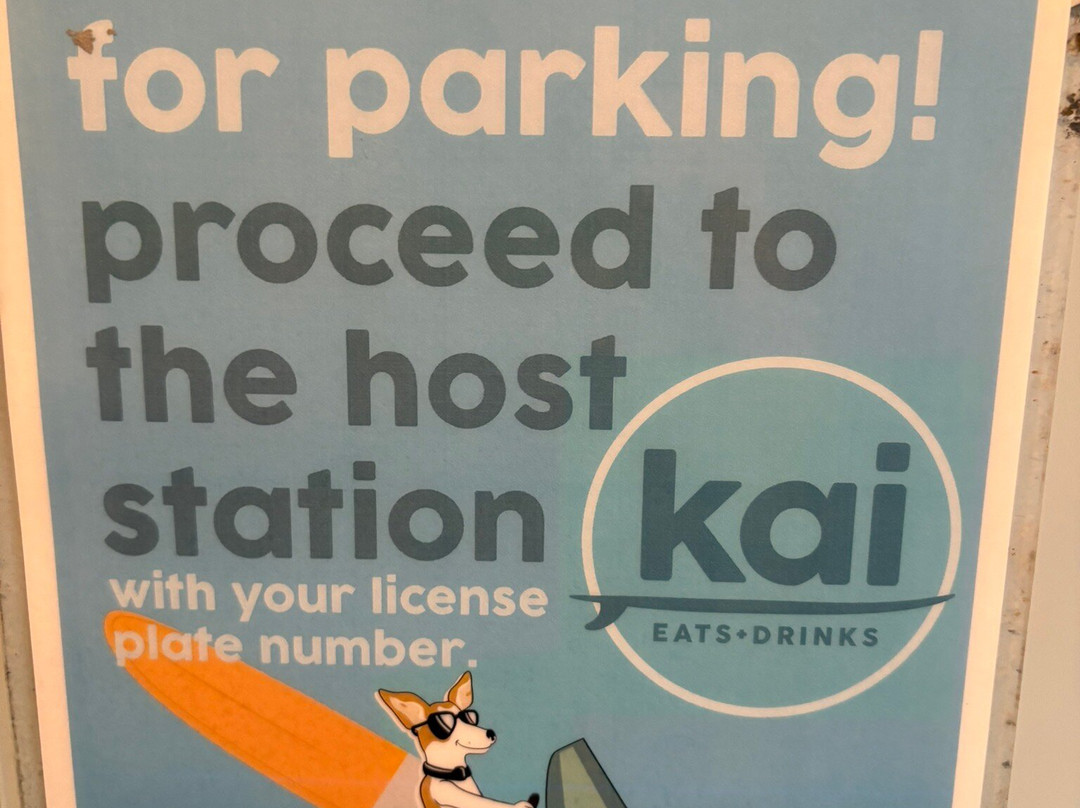 for parking!
proceed to
the host
station
with your license
plate number.
kai
EATS+DRINKS